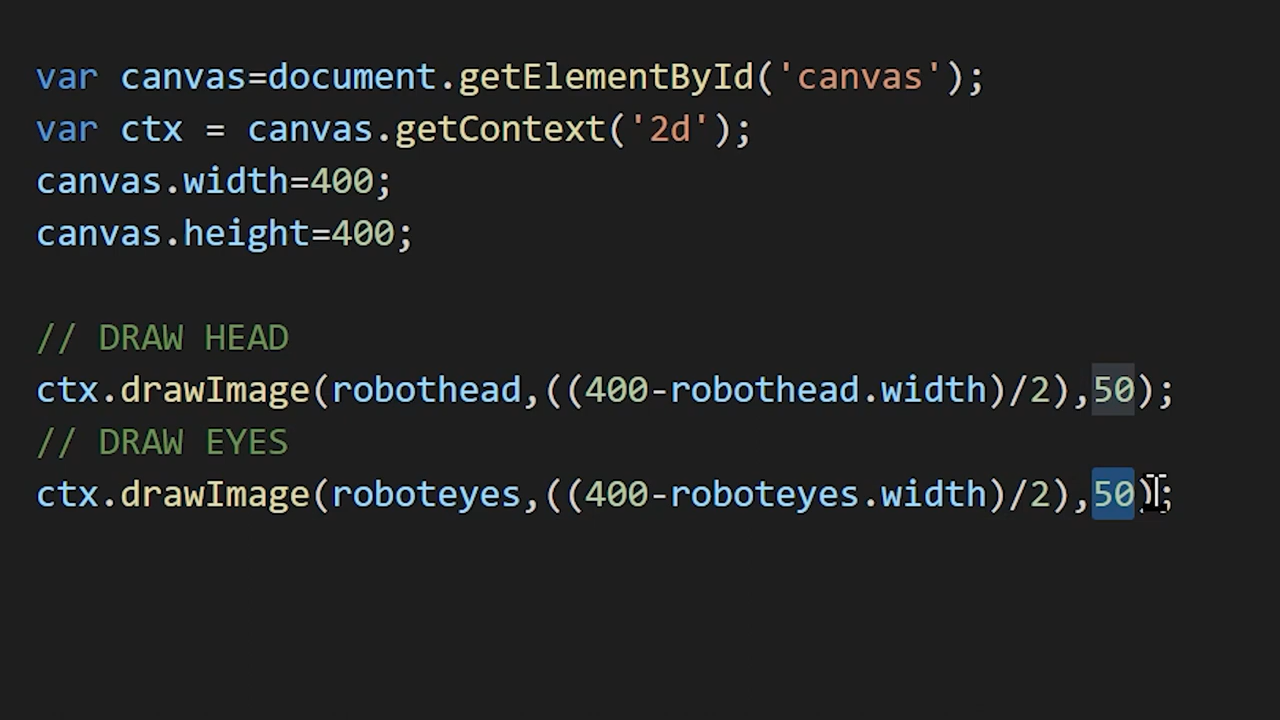 var canvas=document.getElementById('canvas');
var ctx = canvas.getContext('2d');
canvas.width=400;
canvas.height=400;
// DRAW HEAD
ctx.drawImage(robothead,((400-robothead.width)/2),50);
// DRAW EYES
ctx.drawImage(roboteyes,((400-roboteyes.width)/2),50);